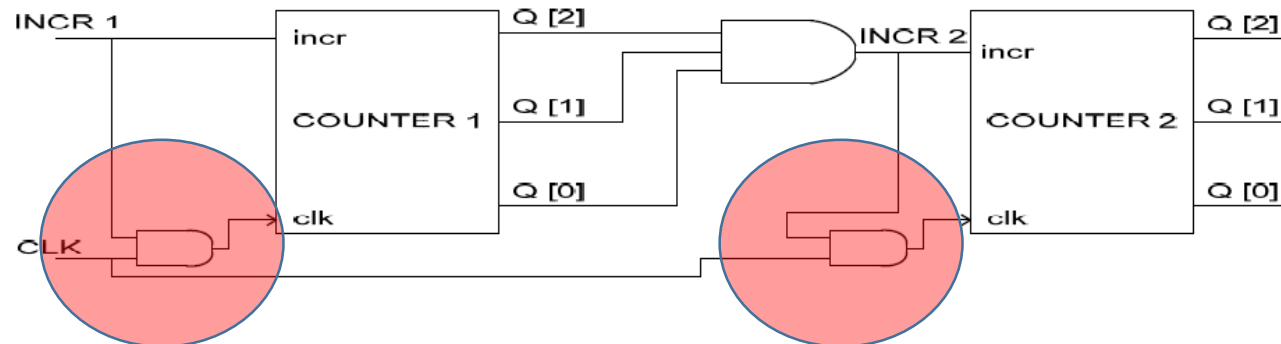 INCR 1
incr
COUNTER 1
clk
CLK
Q [2]
Q [1]
Q [0]
INCR 2
incr
COUNTER 2
clk
Q [2]
Q [1]
Q [0]